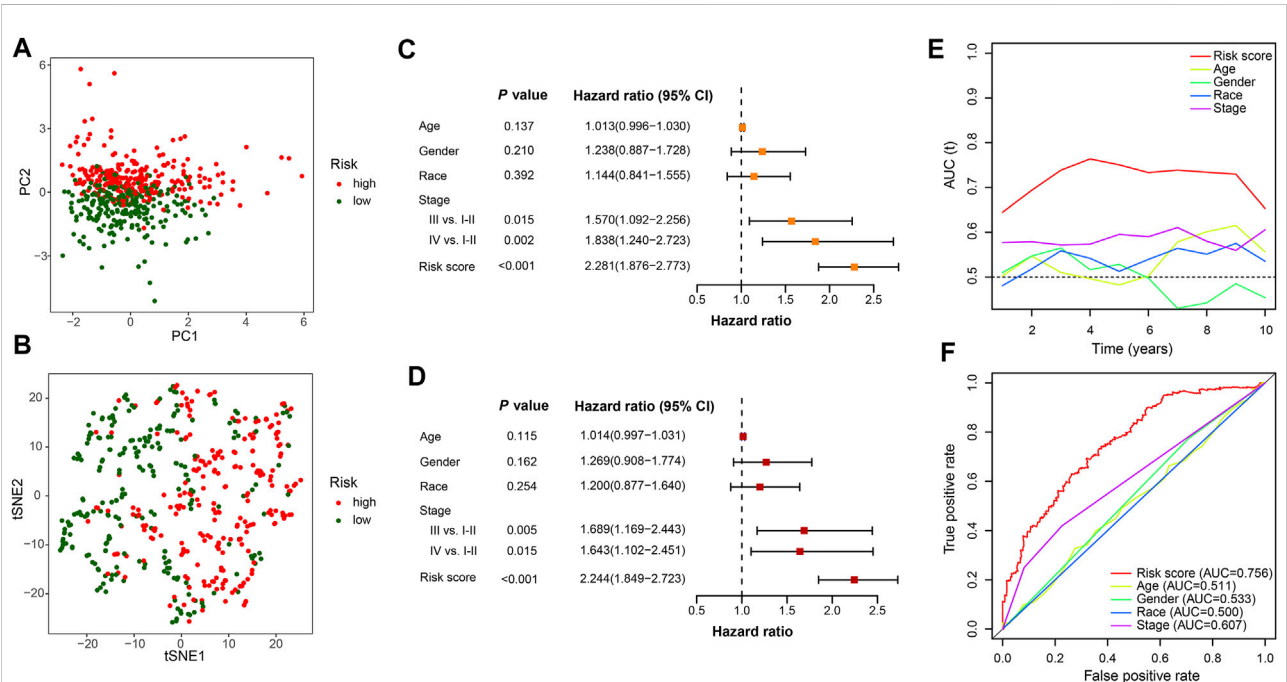 A
6
3
0
−3
PC2
−2
0
2
4
6
PC1
Risk
high
low
B
20
10
0
−10
−20
tSNE2
−20
−10
0
10
20
tSNE1
Risk
high
low
C
P value Hazard ratio (95% CI)
Age 0.137 1.013(0.996−1.030)
Gender 0.210 1.238(0.887−1.728)
Race 0.392 1.144(0.841−1.555)
Stage
III vs. I-II 0.015 1.570(1.092−2.256)
IV vs. I-II 0.002 1.838(1.240−2.723)
Risk score <0.001 2.281(1.876−2.773)
0.5 1.0 1.5 2.0 2.5
Hazard ratio
D
P value Hazard ratio (95% CI)
Age 0.115 1.014(0.997−1.031)
Gender 0.162 1.269(0.908−1.774)
Race 0.254 1.200(0.877−1.640)
Stage
III vs. I-II 0.005 1.689(1.169−2.443)
IV vs. I-II 0.015 1.643(1.102−2.451)
Risk score <0.001 2.244(1.849−2.723)
0.5 1.0 1.5 2.0 2.5
Hazard ratio
E
1.0
0.9
0.8
0.7
0.6
0.5
AUC (t)
Risk score
Age
Gender
Race
Stage
2 4 6 8 10
Time (years)
F
1.0
0.8
0.6
0.4
0.2
0.0
True positive rate
Risk score (AUC=0.756)
Age (AUC=0.511)
Gender (AUC=0.533)
Race (AUC=0.500)
Stage (AUC=0.607)
0.0 0.2 0.4 0.6 0.8 1.0
False positive rate